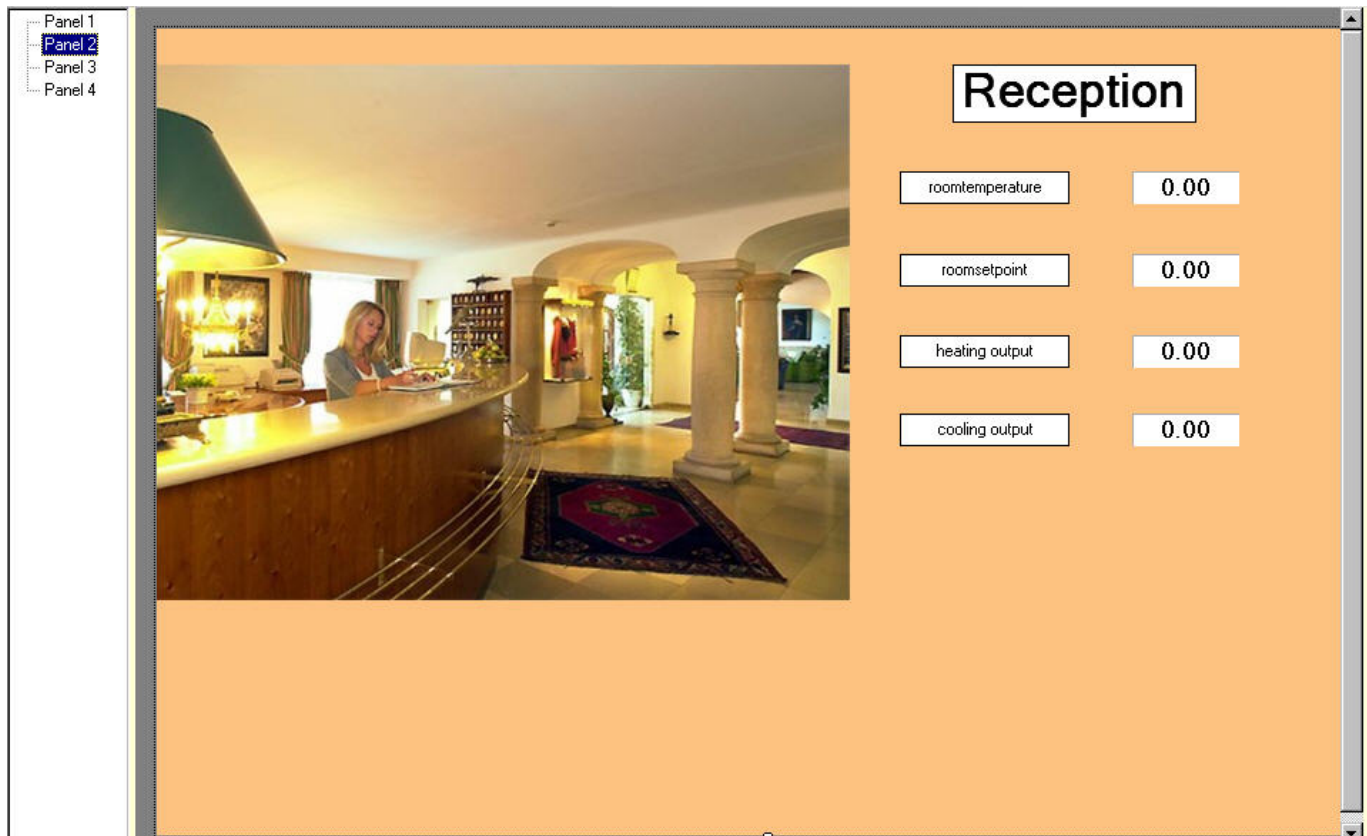 Panel 1
Panel 2
Panel 3
Panel 4
Reception
roomtemperature 0.00
roomsetpoint 0.00
heating output 0.00
cooling output 0.00